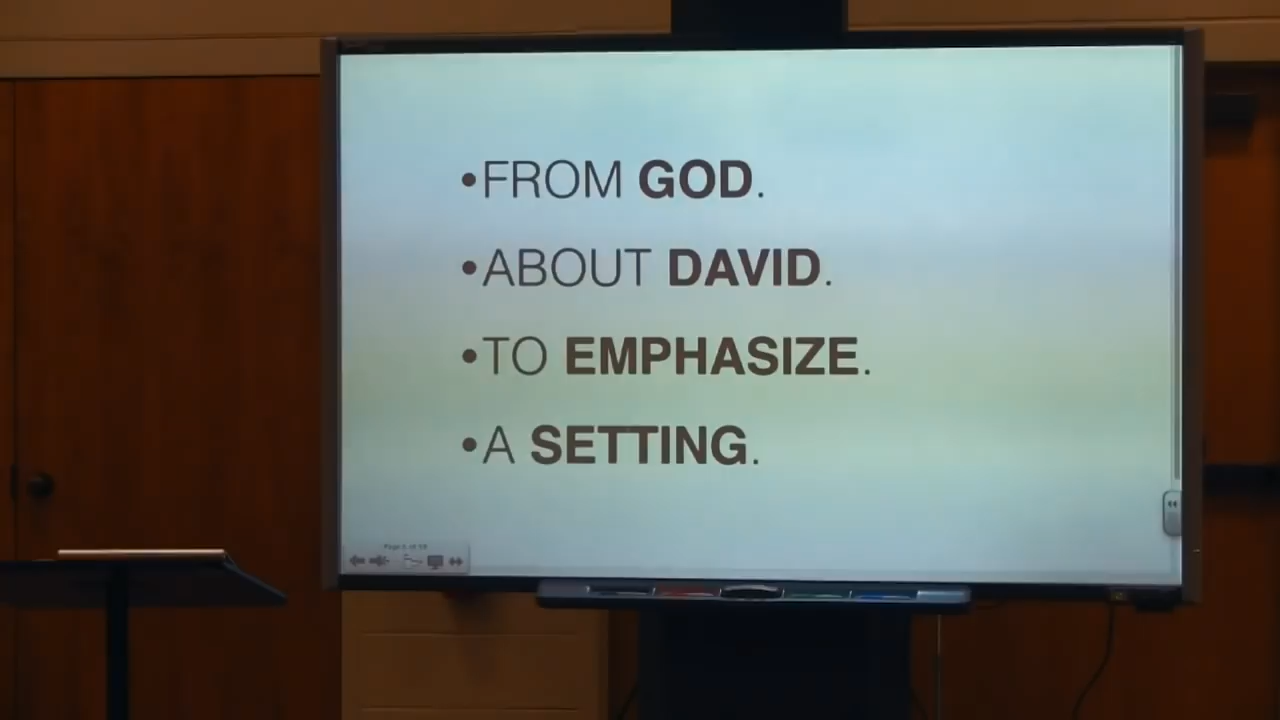 •FROM GOD.
•ABOUT DAVID.
•TO EMPHASIZE.
•A SETTING.